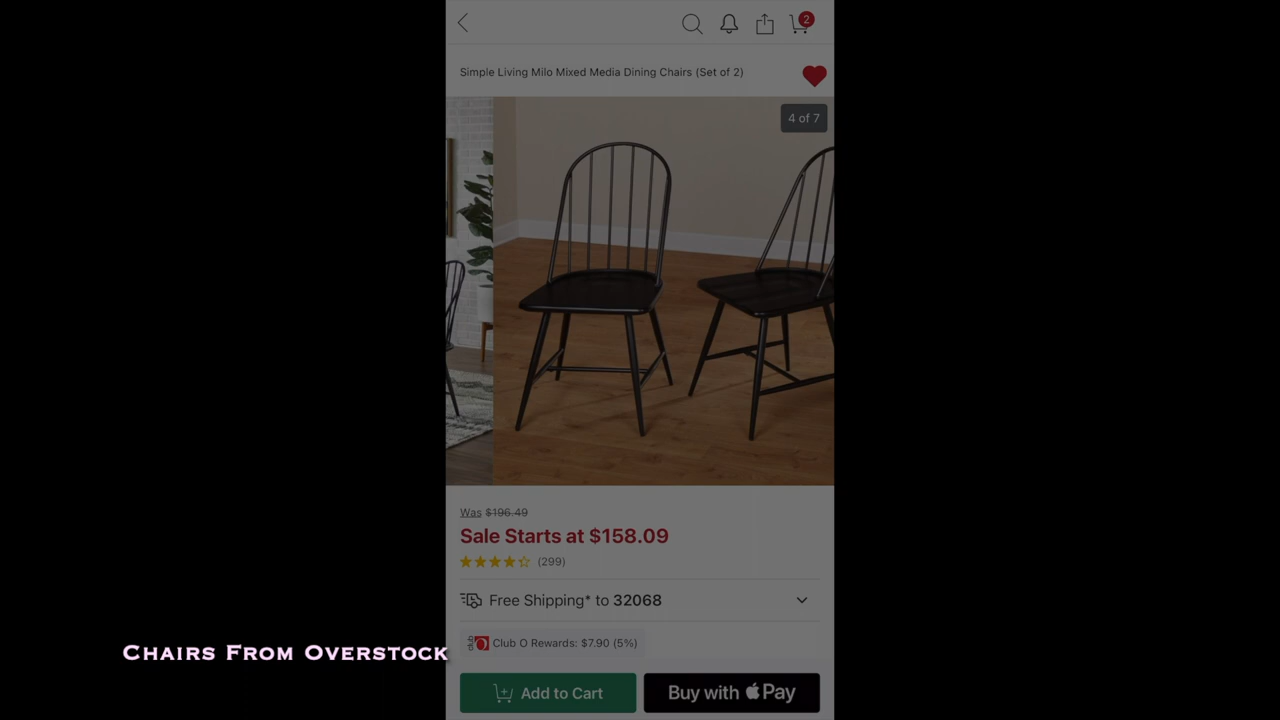 2
Simple Living Milo Mixed Media Dining Chairs (Set of 2)
4 of 7
Was $196.49
Sale Starts at $158.09
(299)
Free Shipping* to 32068
club O Club O Rewards: $7.90 (5%)
Chairs From Overstock
Add to Cart
Buy with Pay